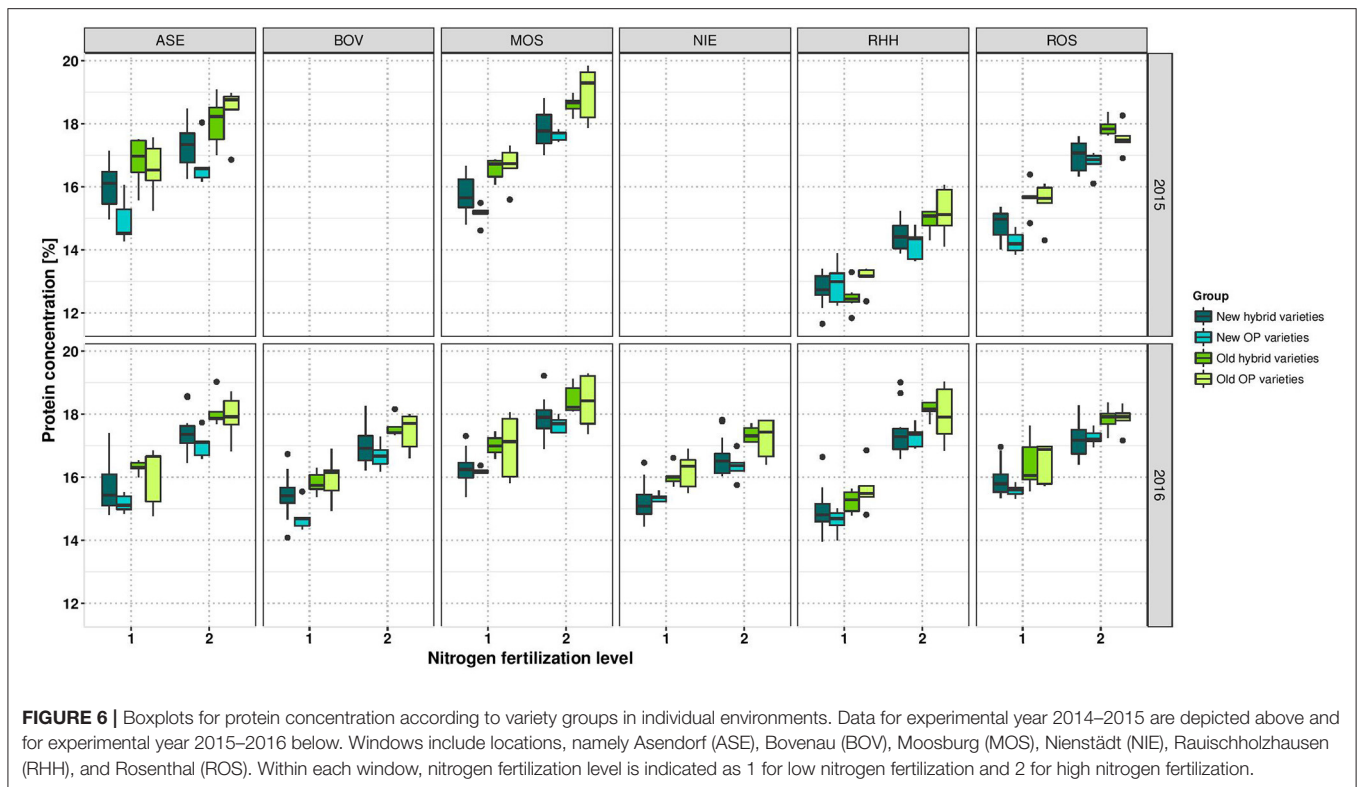 ASE BOV MOS NIE RHH ROS
20
18
16
14
12
2015
20
18
16
14
12
2016
Protein concentration [%]
1 2 1 2 1 2 1 2 1 2 1 2
Nitrogen fertilization level
Group
New hybrid varieties
New OP varieties
Old hybrid varieties
Old OP varieties
FIGURE 6 | Boxplots for protein concentration according to variety groups in individual environments. Data for experimental year 2014–2015 are depicted above and
for experimental year 2015–2016 below. Windows include locations, namely Asendorf (ASE), Bovenau (BOV), Moosburg (MOS), Nienstädt (NIE), Rauischholzhausen
(RHH), and Rosenthal (ROS). Within each window, nitrogen fertilization level is indicated as 1 for low nitrogen fertilization and 2 for high nitrogen fertilization.